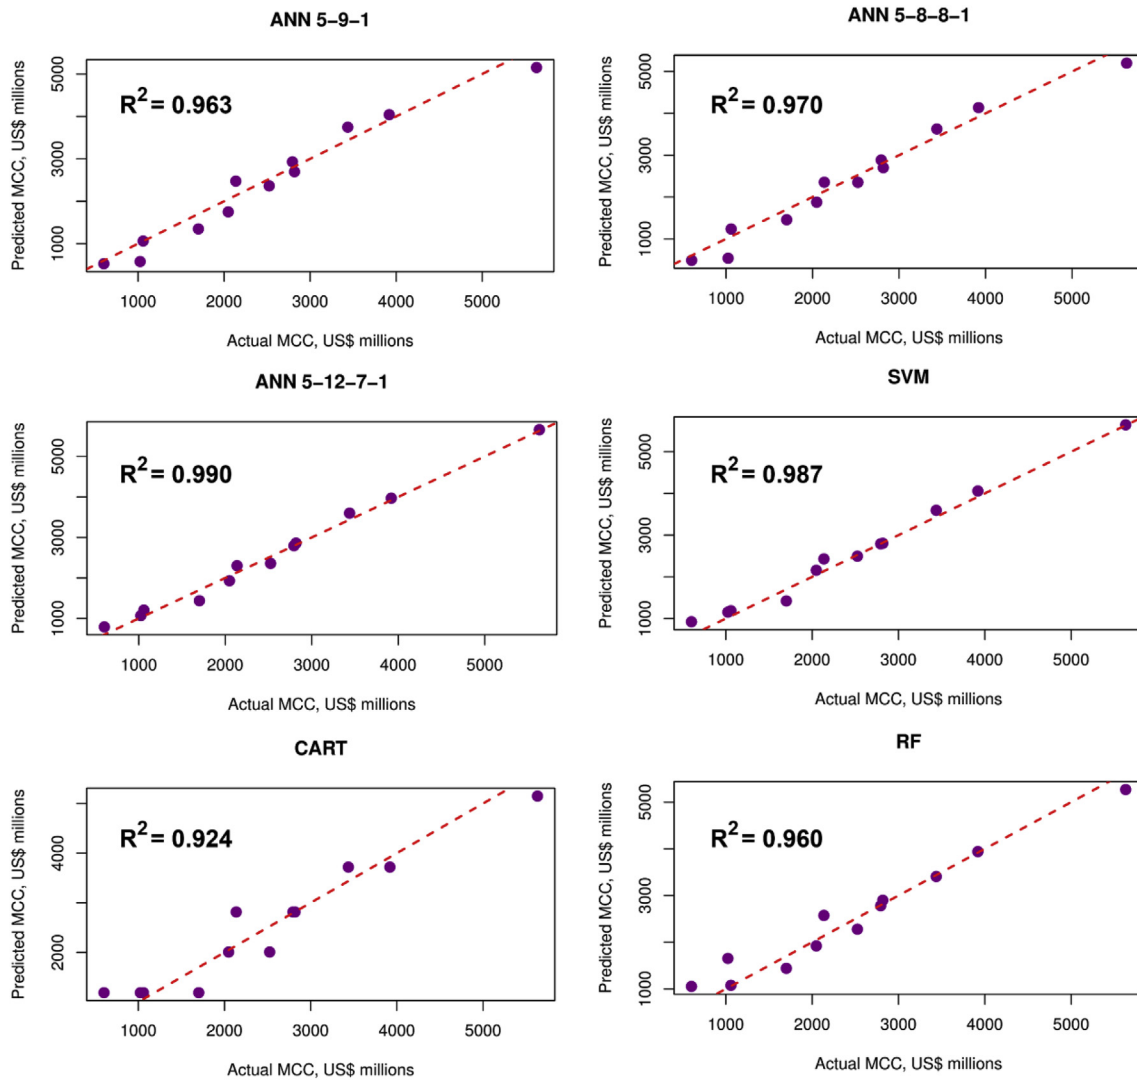 ANN 5-9-1
Predicted MCC, US$ millions
5000
3000
1000
R² = 0.963
1000 2000 3000 4000 5000
Actual MCC, US$ millions
ANN 5-8-8-1
Predicted MCC, US$ millions
5000
3000
1000
R² = 0.970
1000 2000 3000 4000 5000
Actual MCC, US$ millions
ANN 5-12-7-1
Predicted MCC, US$ millions
5000
3000
1000
R² = 0.990
1000 2000 3000 4000 5000
Actual MCC, US$ millions
SVM
Predicted MCC, US$ millions
5000
3000
1000
R² = 0.987
1000 2000 3000 4000 5000
Actual MCC, US$ millions
CART
Predicted MCC, US$ millions
4000
2000
R² = 0.924
1000 2000 3000 4000 5000
Actual MCC, US$ millions
RF
Predicted MCC, US$ millions
5000
3000
1000
R² = 0.960
1000 2000 3000 4000 5000
Actual MCC, US$ millions